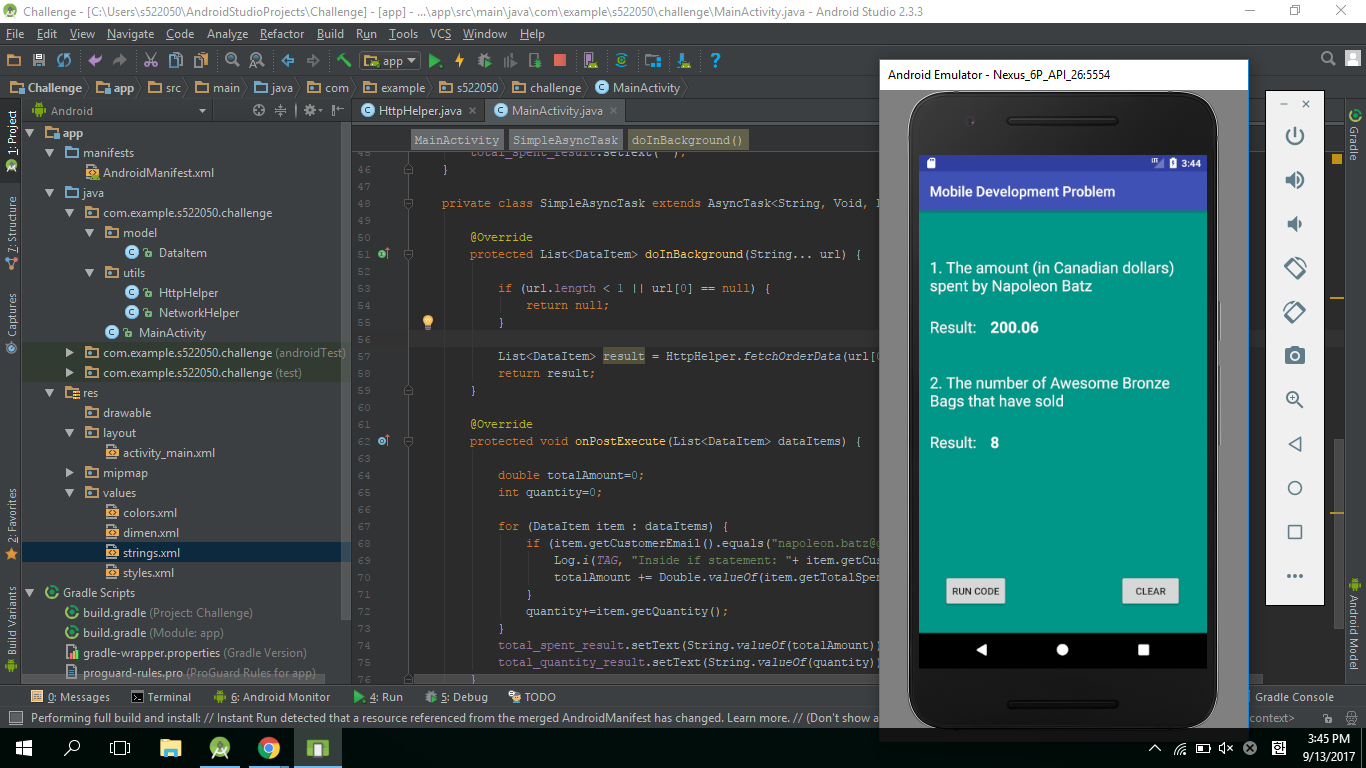 Challenge - [C:\Users\s522050\AndroidStudioProjects\Challenge] - [app] - ...\app\src\main\java\com\example\s522050\challenge\MainActivity.java - Android Studio 2.3.3
File Edit View Navigate Code Analyze Refactor Build Run Tools VCS Window Help
app
Challenge app src main java com example s522050 challenge MainActivity
Android
HttpHelper.java MainActivity.java
MainActivity SimpleAsyncTask doInBackground()
1: Project
7: Structure
Captures
2: Favorites
Build Variants
app
manifests
AndroidManifest.xml
java
com.example.s522050.challenge
model
DataItem
utils
HttpHelper
NetworkHelper
MainActivity
com.example.s522050.challenge (androidTest)
com.example.s522050.challenge (test)
res
drawable
layout
activity_main.xml
mipmap
values
colors.xml
dimen.xml
strings.xml
styles.xml
Gradle Scripts
build.gradle (Project: Challenge)
build.gradle (Module: app)
gradle-wrapper.properties (Gradle Version)
proguard-rules.pro (ProGuard Rules for app)
45 total_spent_result.setText(" ");
46 }
47
48 private class SimpleAsyncTask extends AsyncTask<String, Void,
49
50 @Override
51 protected List<DataItem> doInBackground(String... url) {
52
53 if (url.length < 1 || url[0] == null) {
54 return null;
55 }
56
57 List<DataItem> result = HttpHelper.fetchOrderData(url[
58 return result;
59 }
60
61 @Override
62 protected void onPostExecute(List<DataItem> dataItems) {
63
64 double totalAmount=0;
65 int quantity=0;
66
67 for (DataItem item : dataItems) {
68 if (item.getCustomerEmail().equals("napoleon.batz@
69 Log.i(TAG, "Inside if statement: "+ item.getCus
70 totalAmount += Double.valueOf(item.getTotalSpen
71 }
72 quantity+=item.getQuantity();
73 }
74 total_spent_result.setText(String.valueOf(totalAmount))
75 total_quantity_result.setText(String.valueOf(quantity))
76 }
Android Emulator - Nexus_6P_API_26:5554
3:44
Mobile Development Problem
1. The amount (in Canadian dollars)
spent by Napoleon Batz
Result: 200.06
2. The number of Awesome Bronze
Bags that have sold
Result: 8
RUN CODE CLEAR
Gradle
Android Model
0: Messages Terminal 6: Android Monitor 4: Run 5: Debug TODO Gradle Console
Performing full build and install: // Instant Run detected that a resource referenced from the merged AndroidManifest has changed. Learn more. // (Don't show a context>
한
3:45 PM
9/13/2017